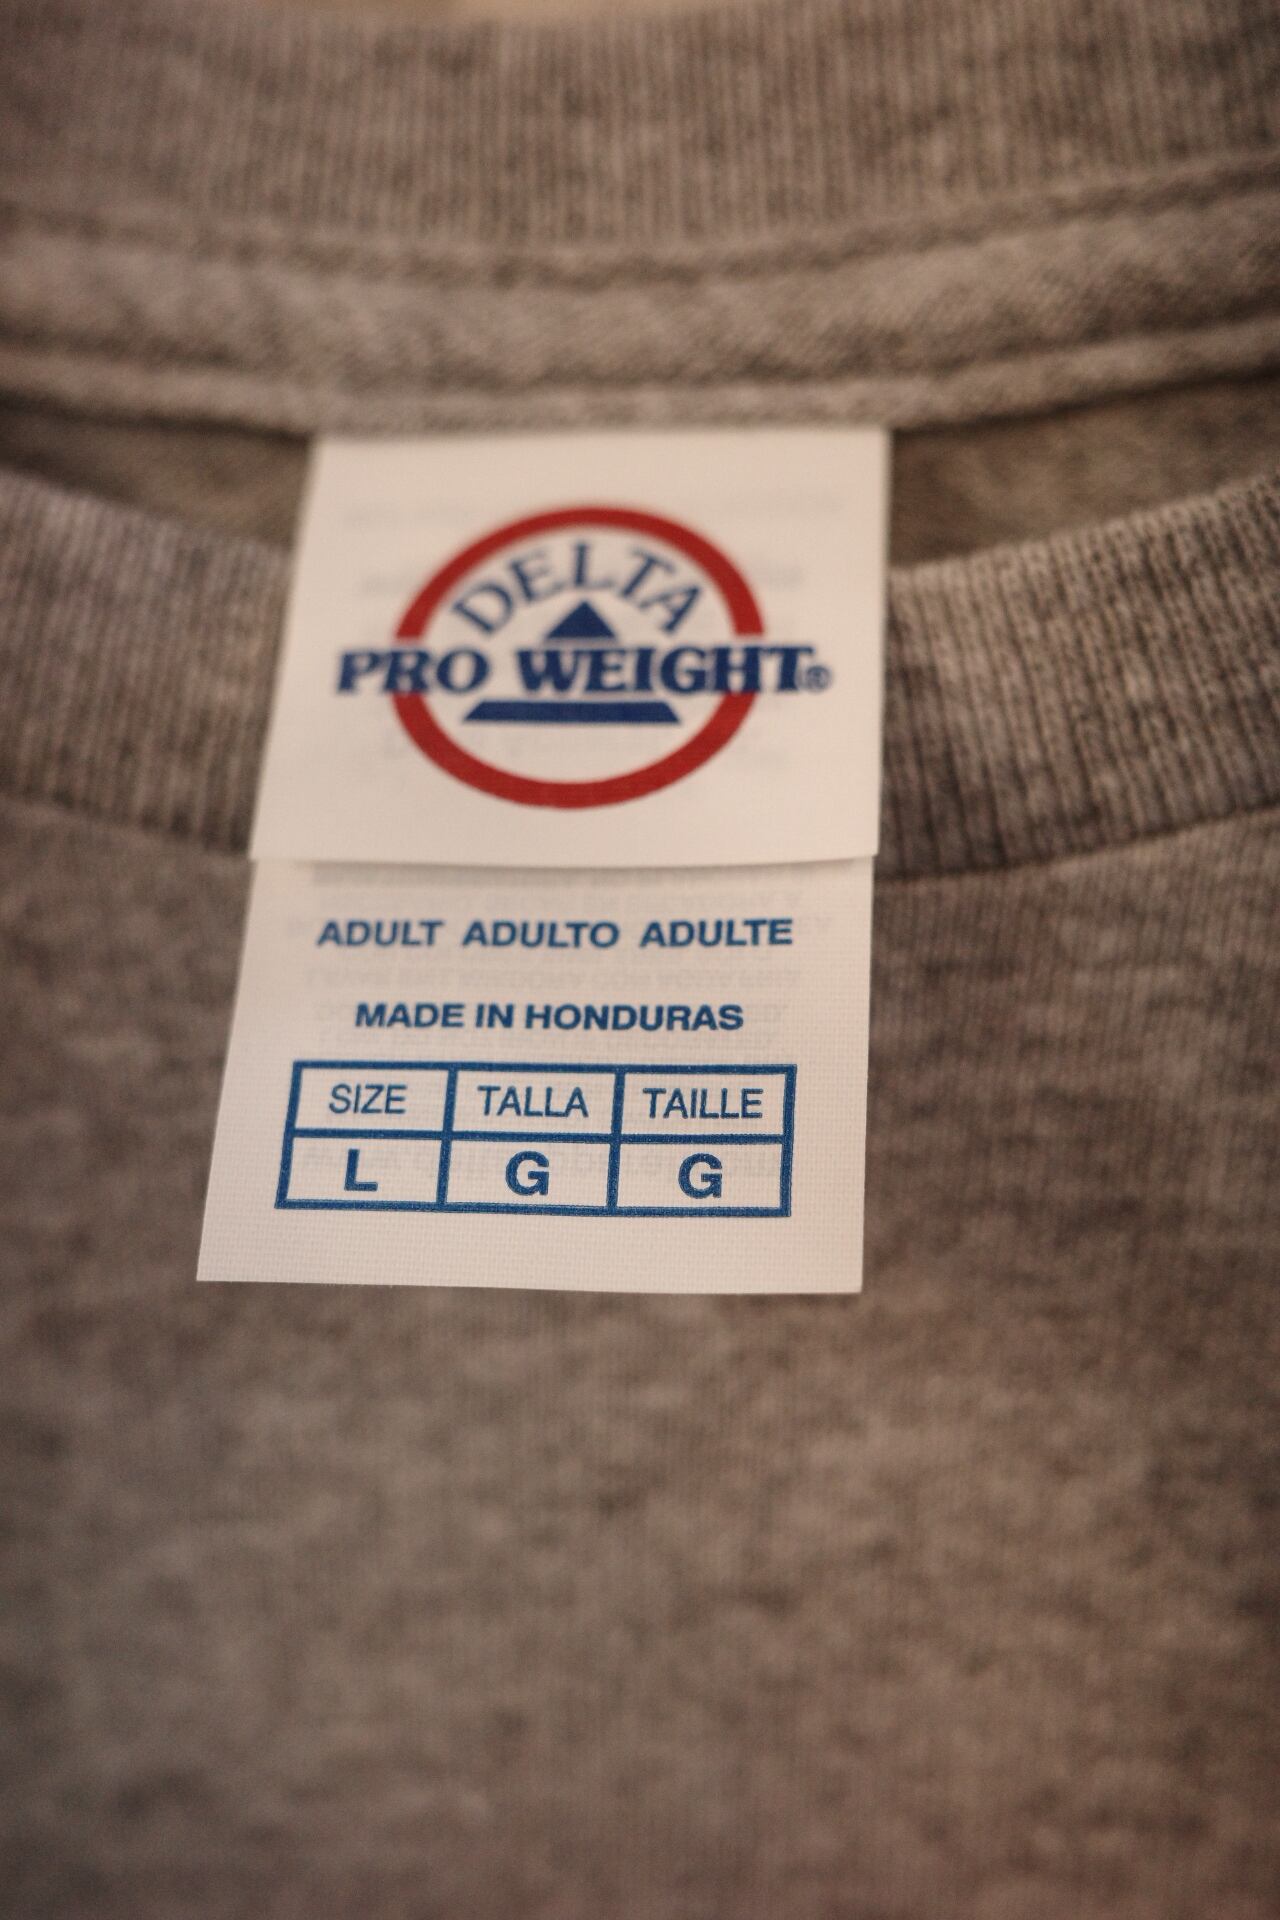 DELTA
PRO WEIGHT®
ADULT ADULTO ADULTE
MADE IN HONDURAS
SIZE TALLA TAILLE
L G G